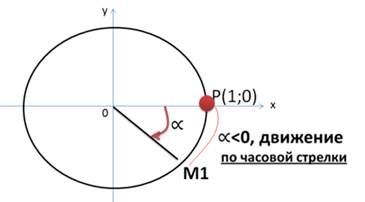 y
P(1;0)
0
x
∝
∝<0, движение
по часовой стрелки
M1